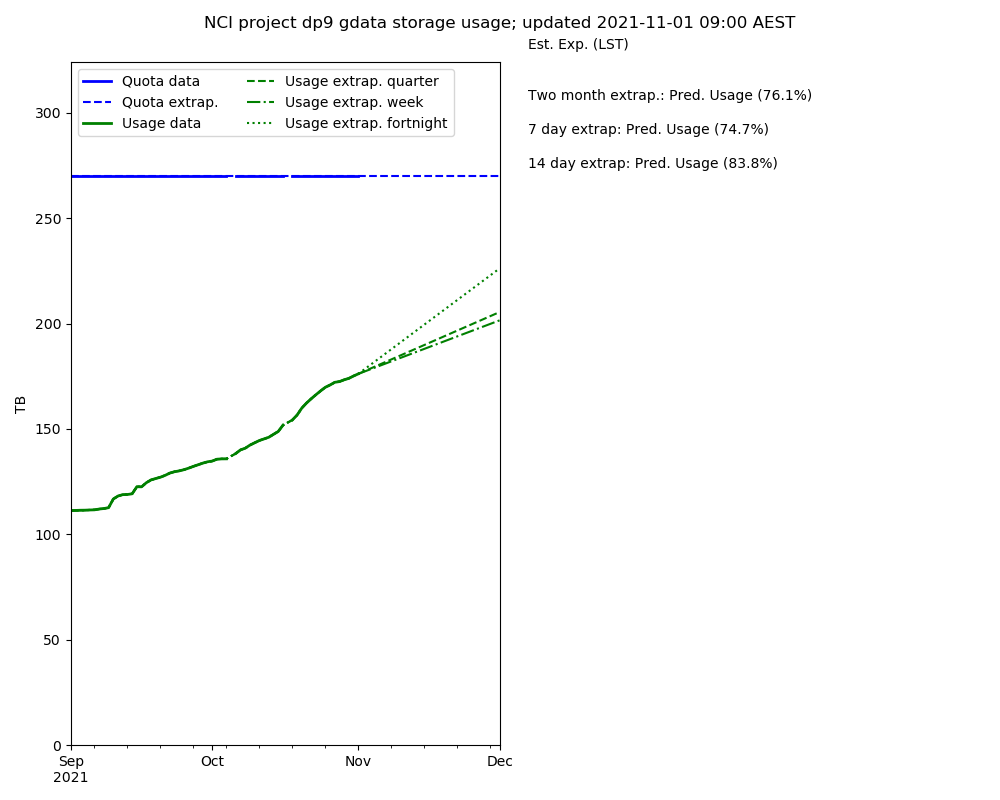 NCI project dp9 gdata storage usage; updated 2021-11-01 09:00 AEST
Est. Exp. (LST)
Two month extrap.: Pred. Usage (76.1%)
7 day extrap: Pred. Usage (74.7%)
14 day extrap: Pred. Usage (83.8%)
Quota data
Quota extrap.
Usage data
Usage extrap. quarter
Usage extrap. week
Usage extrap. fortnight
TB
300
250
200
150
100
50
0
Sep
2021
Oct
Nov
Dec